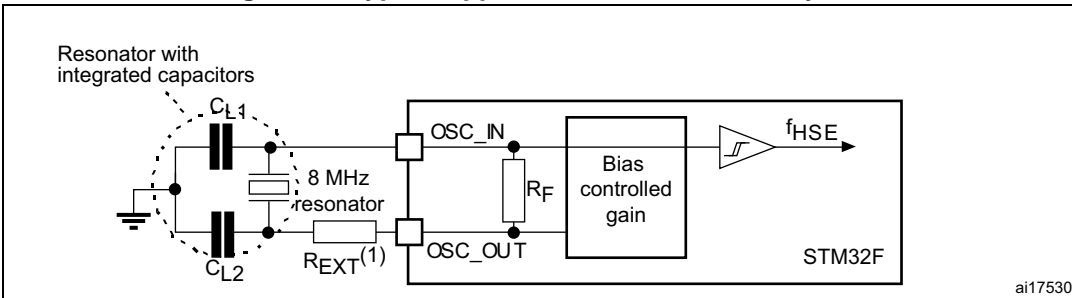 Resonator with
integrated capacitors
CL1
OSC_IN
fHSE
8 MHz
resonator
RF
Bias
controlled
gain
REXT(1)
OSC_OUT
STM32F
CL2
ai17530